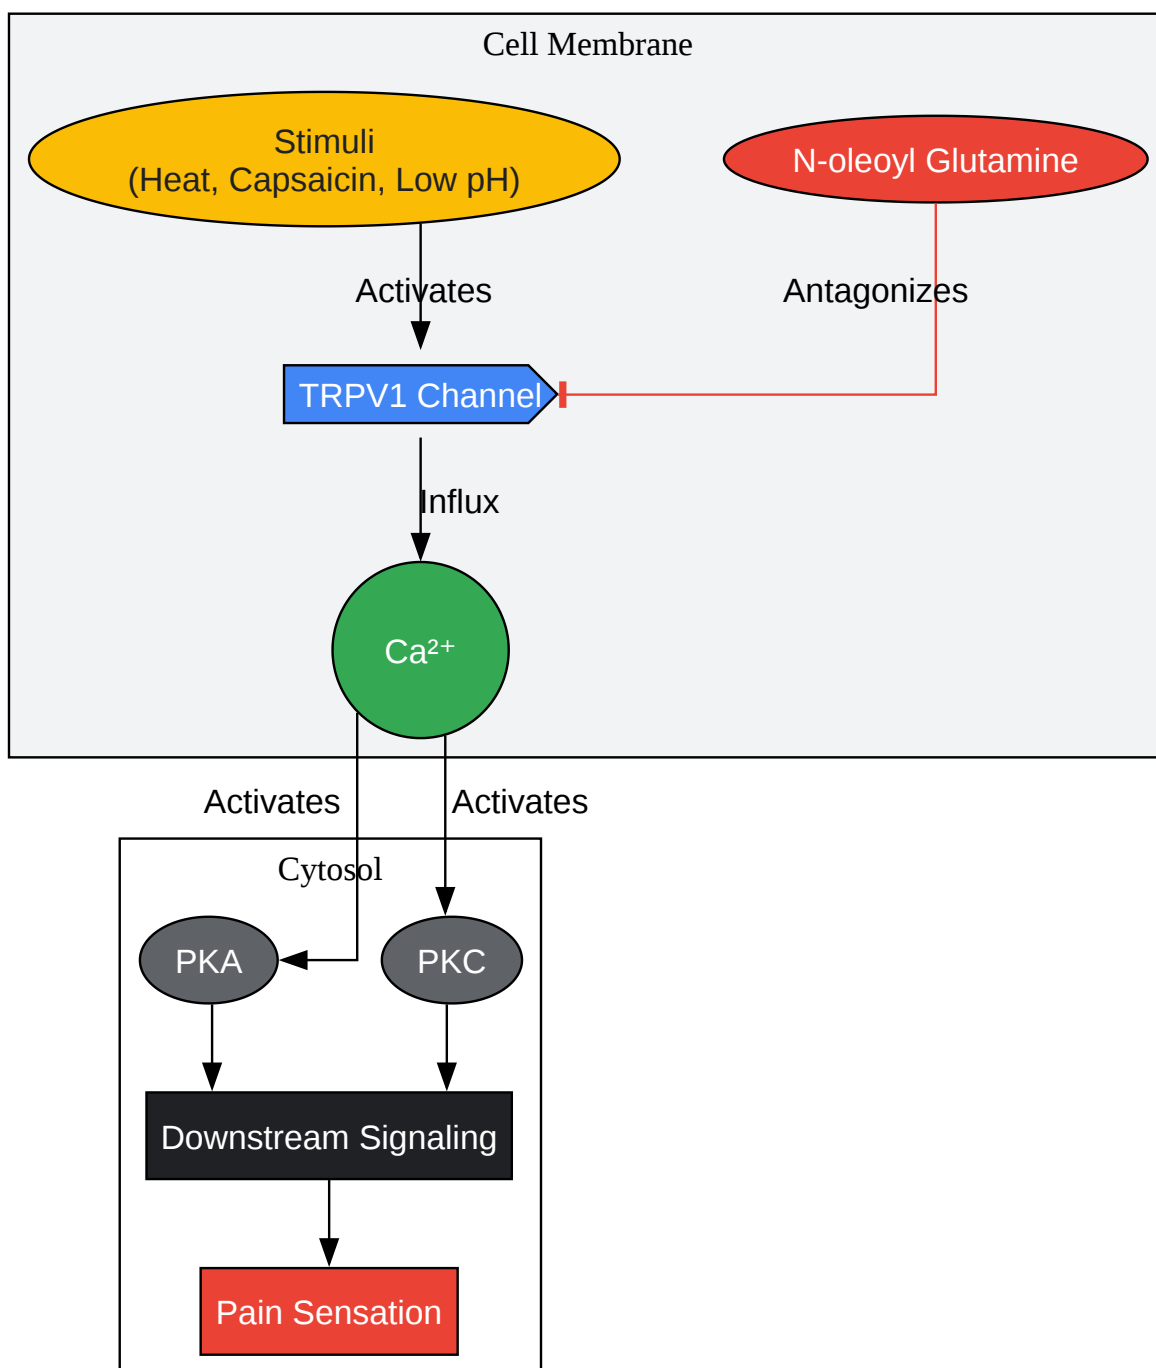 Cell Membrane
Stimuli
(Heat, Capsaicin, Low pH)
N-oleoyl Glutamine
Activates
Antagonizes
TRPV1 Channel
Influx
Ca²⁺
Activates
Activates
Cytosol
PKA
PKC
Downstream Signaling
Pain Sensation